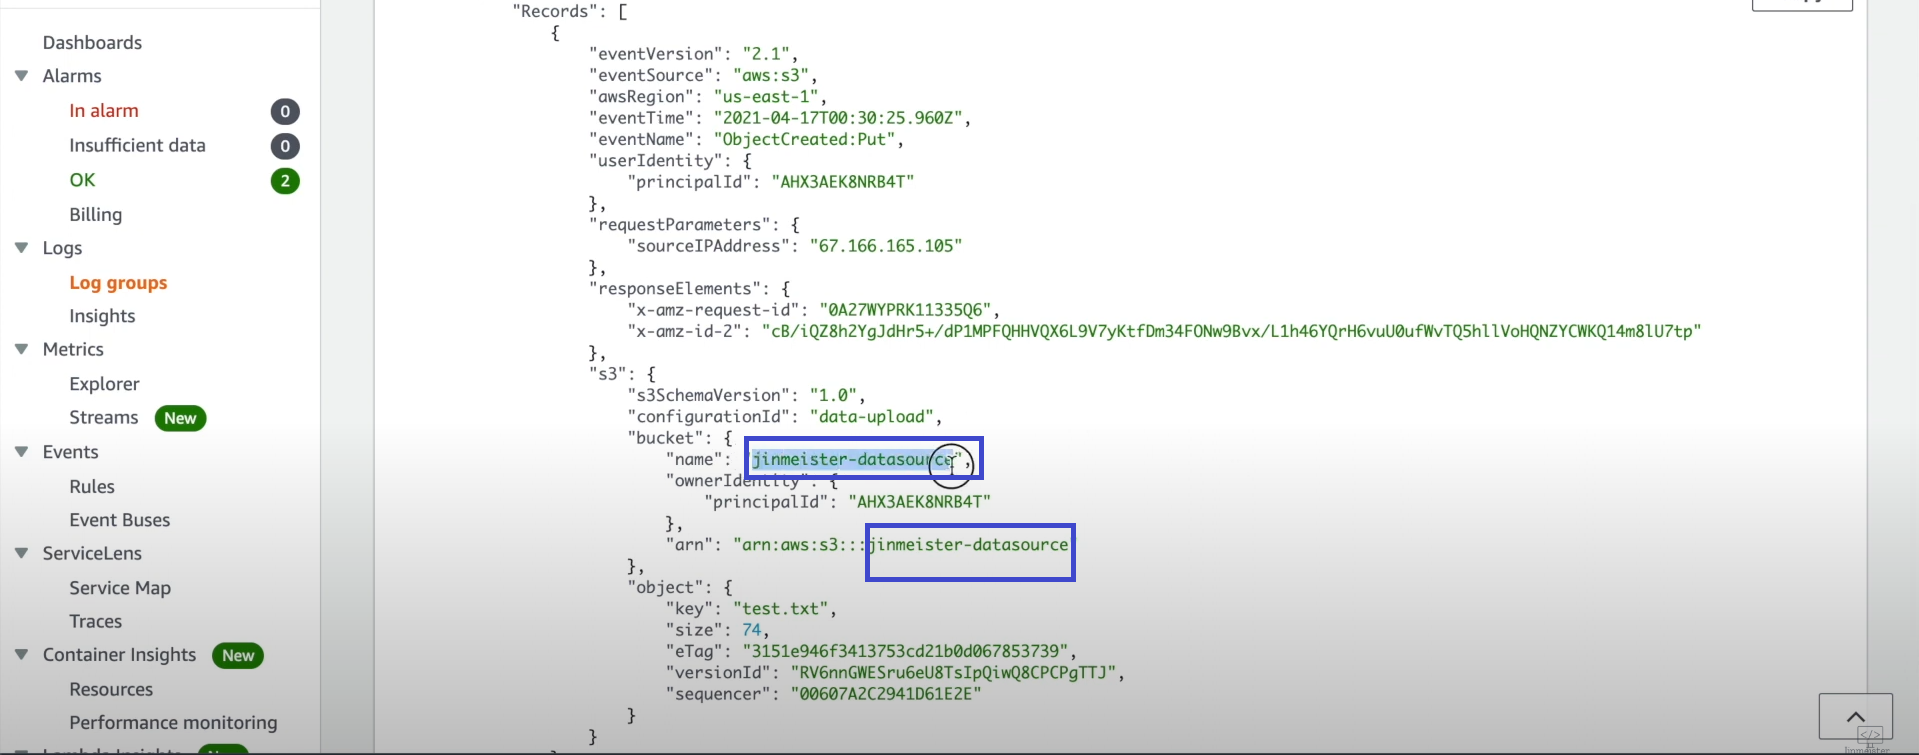 Dashboards
Alarms
In alarm 0
Insufficient data 0
OK 2
Billing
Logs
Log groups
Insights
Metrics
Explorer
Streams New
Events
Rules
Event Buses
ServiceLens
Service Map
Traces
Container Insights New
Resources
Performance monitoring
"Records": [
{
"eventVersion": "2.1",
"eventSource": "aws:s3",
"awsRegion": "us-east-1",
"eventTime": "2021-04-17T00:30:25.960Z",
"eventName": "ObjectCreated:Put",
"userIdentity": {
"principalId": "AHX3AEK8NRB4T"
},
"requestParameters": {
"sourceIPAddress": "67.166.165.105"
},
"responseElements": {
"x-amz-request-id": "0A27WYPRK11335Q6",
"x-amz-id-2": "cB/iQZ8h2YgJdHr5+/dP1MPFQHHVQX6L9V7yKtfDm34FONw9Bvx/L1h46YQrH6vuU0ufWvTQ5hllVoHQNZYCWKQ14m8lU7tp"
},
"s3": {
"s3SchemaVersion": "1.0",
"configurationId": "data-upload",
"bucket": {
"name": "jinmeister-datasource",
"ownerIdentity": {
"principalId": "AHX3AEK8NRB4T"
},
"arn": "arn:aws:s3:::jinmeister-datasource"
},
"object": {
"key": "test.txt",
"size": 74,
"eTag": "3151e946f3413753cd21b0d067853739",
"versionId": "RV6nnGWESru6eU8TsIpQiwQ8CPCPgTTJ",
"sequencer": "00607A2C2941D61E2E"
}
}